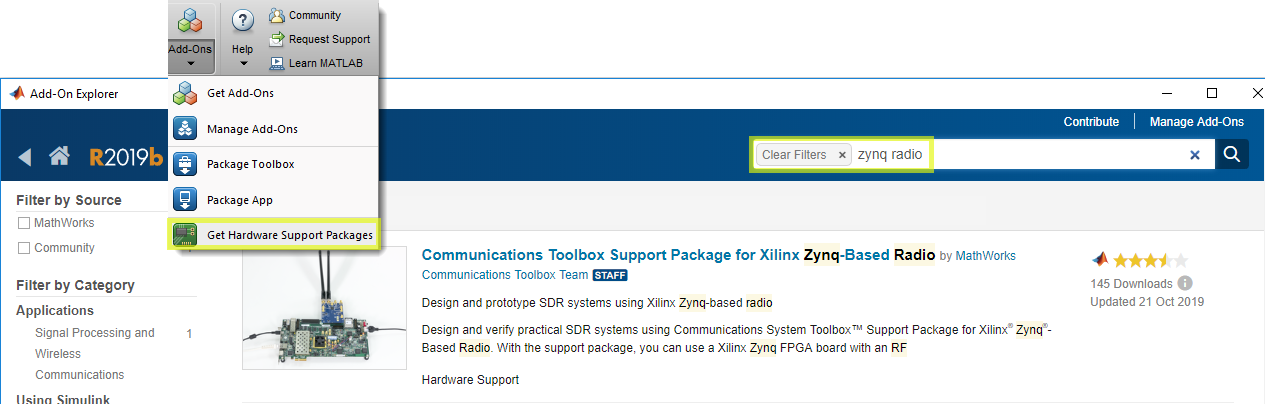 Add-Ons
Help
Community
Request Support
Learn MATLAB
Get Add-Ons
Manage Add-Ons
Package Toolbox
Package App
Get Hardware Support Packages
Add-On Explorer
Contribute
Manage Add-Ons
R2019b
Clear Filters × zynq radio
Filter by Source
MathWorks
Community
Filter by Category
Applications
Signal Processing and 1
Wireless
Communications
Using Simulink
Communications Toolbox Support Package for Xilinx Zynq-Based Radio by MathWorks
Communications Toolbox Team STAFF
Design and prototype SDR systems using Xilinx Zynq-based radio
Design and verify practical SDR systems using Communications System Toolbox™ Support Package for Xilinx® Zynq®-
Based Radio. With the support package, you can use a Xilinx Zynq FPGA board with an RF
Hardware Support
145 Downloads
Updated 21 Oct 2019